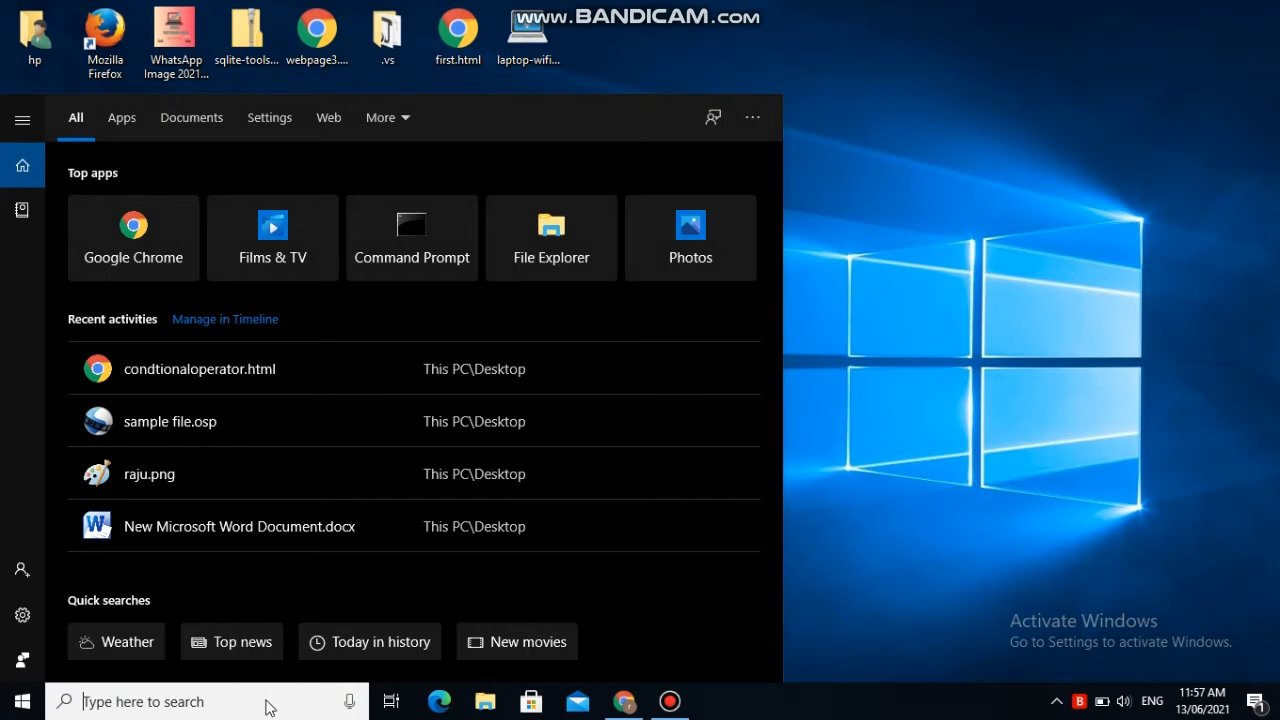 www.BANDICAM.com
hp
Mozilla
Firefox
WhatsApp
Image 2021...
sqlite-tools...
webpage3....
.vs
first.html
laptop-wifi...
All
Apps
Documents
Settings
Web
More
Top apps
Google Chrome
Films & TV
Command Prompt
File Explorer
Photos
Recent activities
Manage in Timeline
condtionaloperator.html
This PC\Desktop
sample file.osp
This PC\Desktop
raju.png
This PC\Desktop
New Microsoft Word Document.docx
This PC\Desktop
Quick searches
Weather
Top news
Today in history
New movies
Activate Windows
Go to Settings to activate Windows.
Type here to search
ENG
11:57 AM
13/06/2021